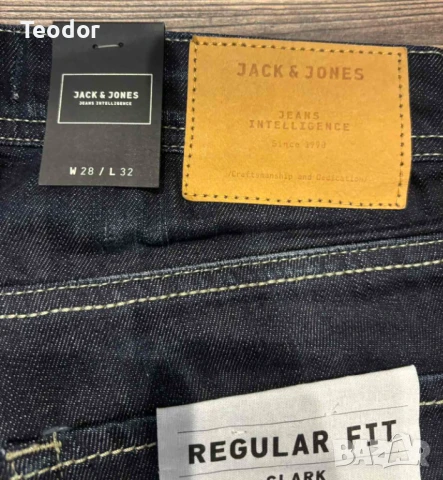 Teodor
JACK & JONES
JEANS INTELLIGENCE
W 28 / L 32
JACK & JONES
JEANS
INTELLIGENCE
Since 1990
Craftsmanship and Dedication
REGULAR FIT
CLARK
BAZAR